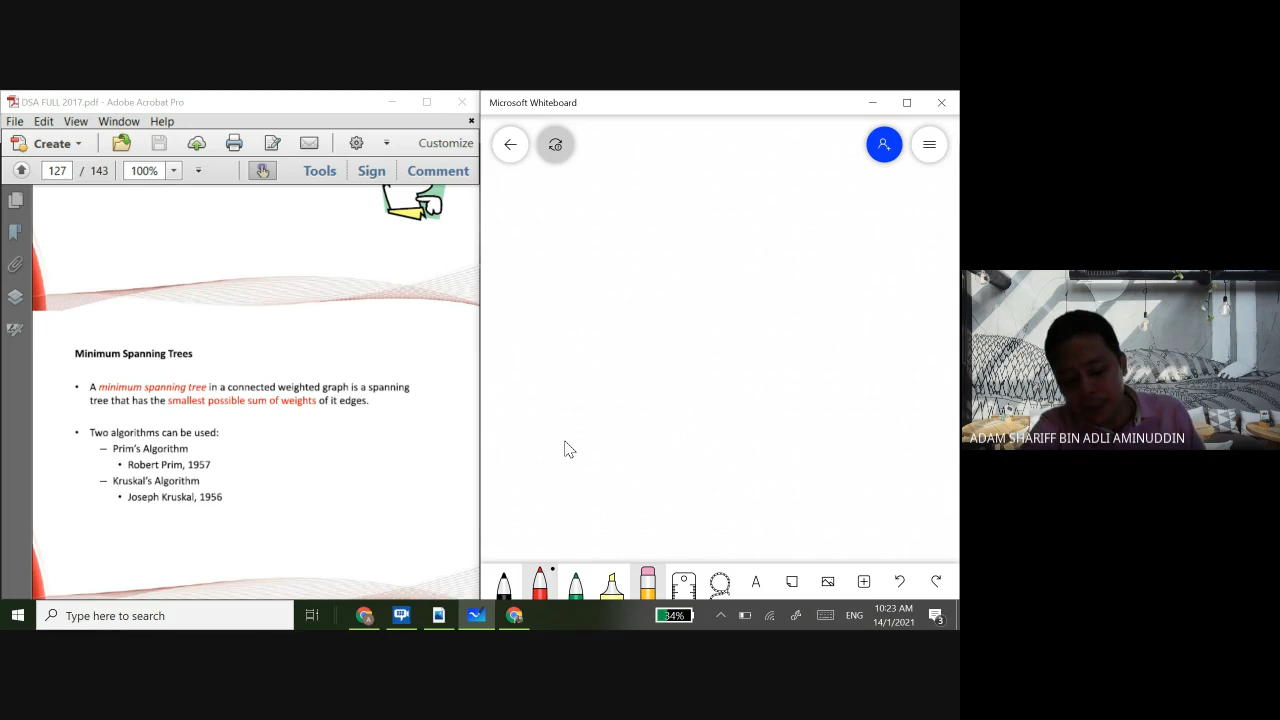 DSA FULL 2017.pdf - Adobe Acrobat Pro
File Edit View Window Help
Create
Customize
127 / 143
100%
Tools
Sign
Comment
Minimum Spanning Trees
• A minimum spanning tree in a connected weighted graph is a spanning
tree that has the smallest possible sum of weights of it edges.
• Two algorithms can be used:
– Prim's Algorithm
• Robert Prim, 1957
– Kruskal's Algorithm
• Joseph Kruskal, 1956
Microsoft Whiteboard
A
ADAM SHARIFF BIN ADLI AMINUDDIN
Type here to search
34%
ENG
10:23 AM
14/1/2021
3